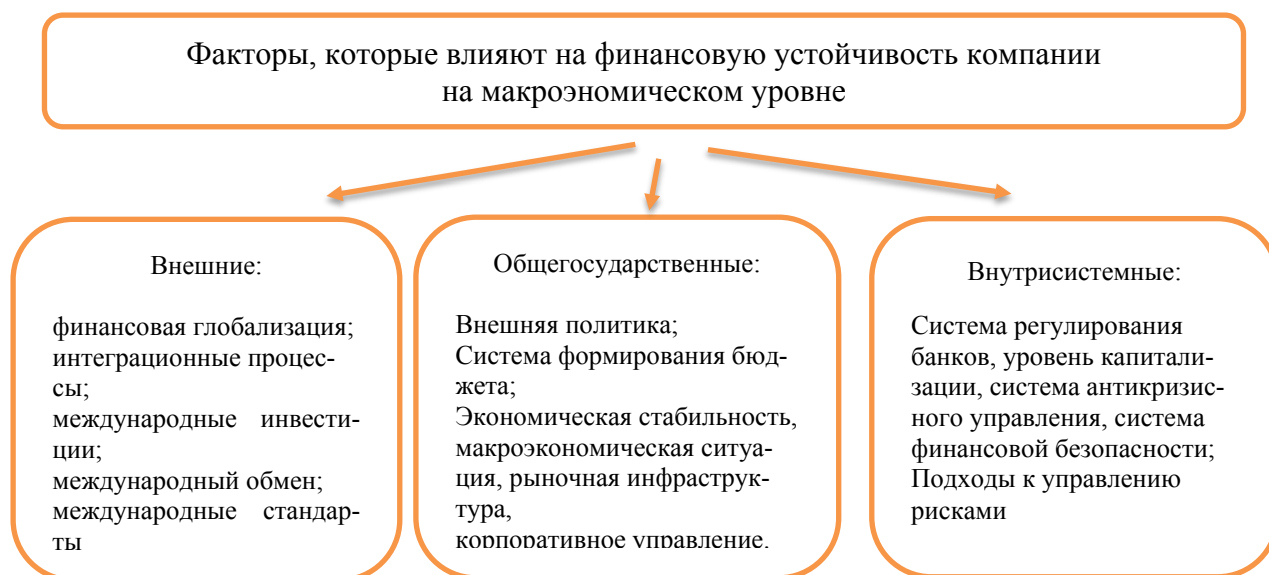 Факторы, которые влияют на финансовую устойчивость компании
на макроэномическом уровне
Внешние:
финансовая глобализация;
интеграционные процес-
сы;
международные инвести-
ции;
международный обмен;
международные стандар-
ты
Общегосударственные:
Внешняя политика;
Система формирования бюд-
жета;
Экономическая стабильность,
макроэкономическая ситуа-
ция, рыночная инфраструк-
тура,
корпоративное управление.
Внутрисистемные:
Система регулирования
банков, уровень капитали-
зации, система антикризис-
ного управления, система
финансовой безопасности;
Подходы к управлению
рисками